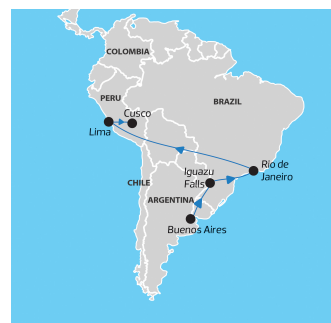 COLOMBIA
PERU
BRAZIL
Cusco
Lima
Rio de
Janeiro
Iguazu
Falls
CHILE
ARGENTINA
Buenos Aires